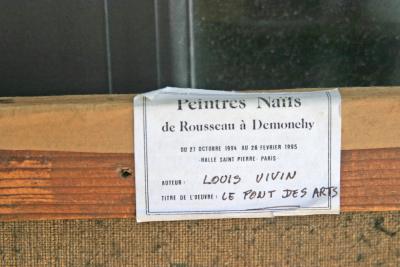 Peintres Naïfs
de Rousseau à Demonchy
DU 27 OCTOBRE 1994 AU 26 FEVRIER 1995
-HALLE SAINT PIERRE- PARIS-
AUTEUR: LOUIS VIVIN
TITRE DE L'OEUVRE: LE PONT DES ARTS